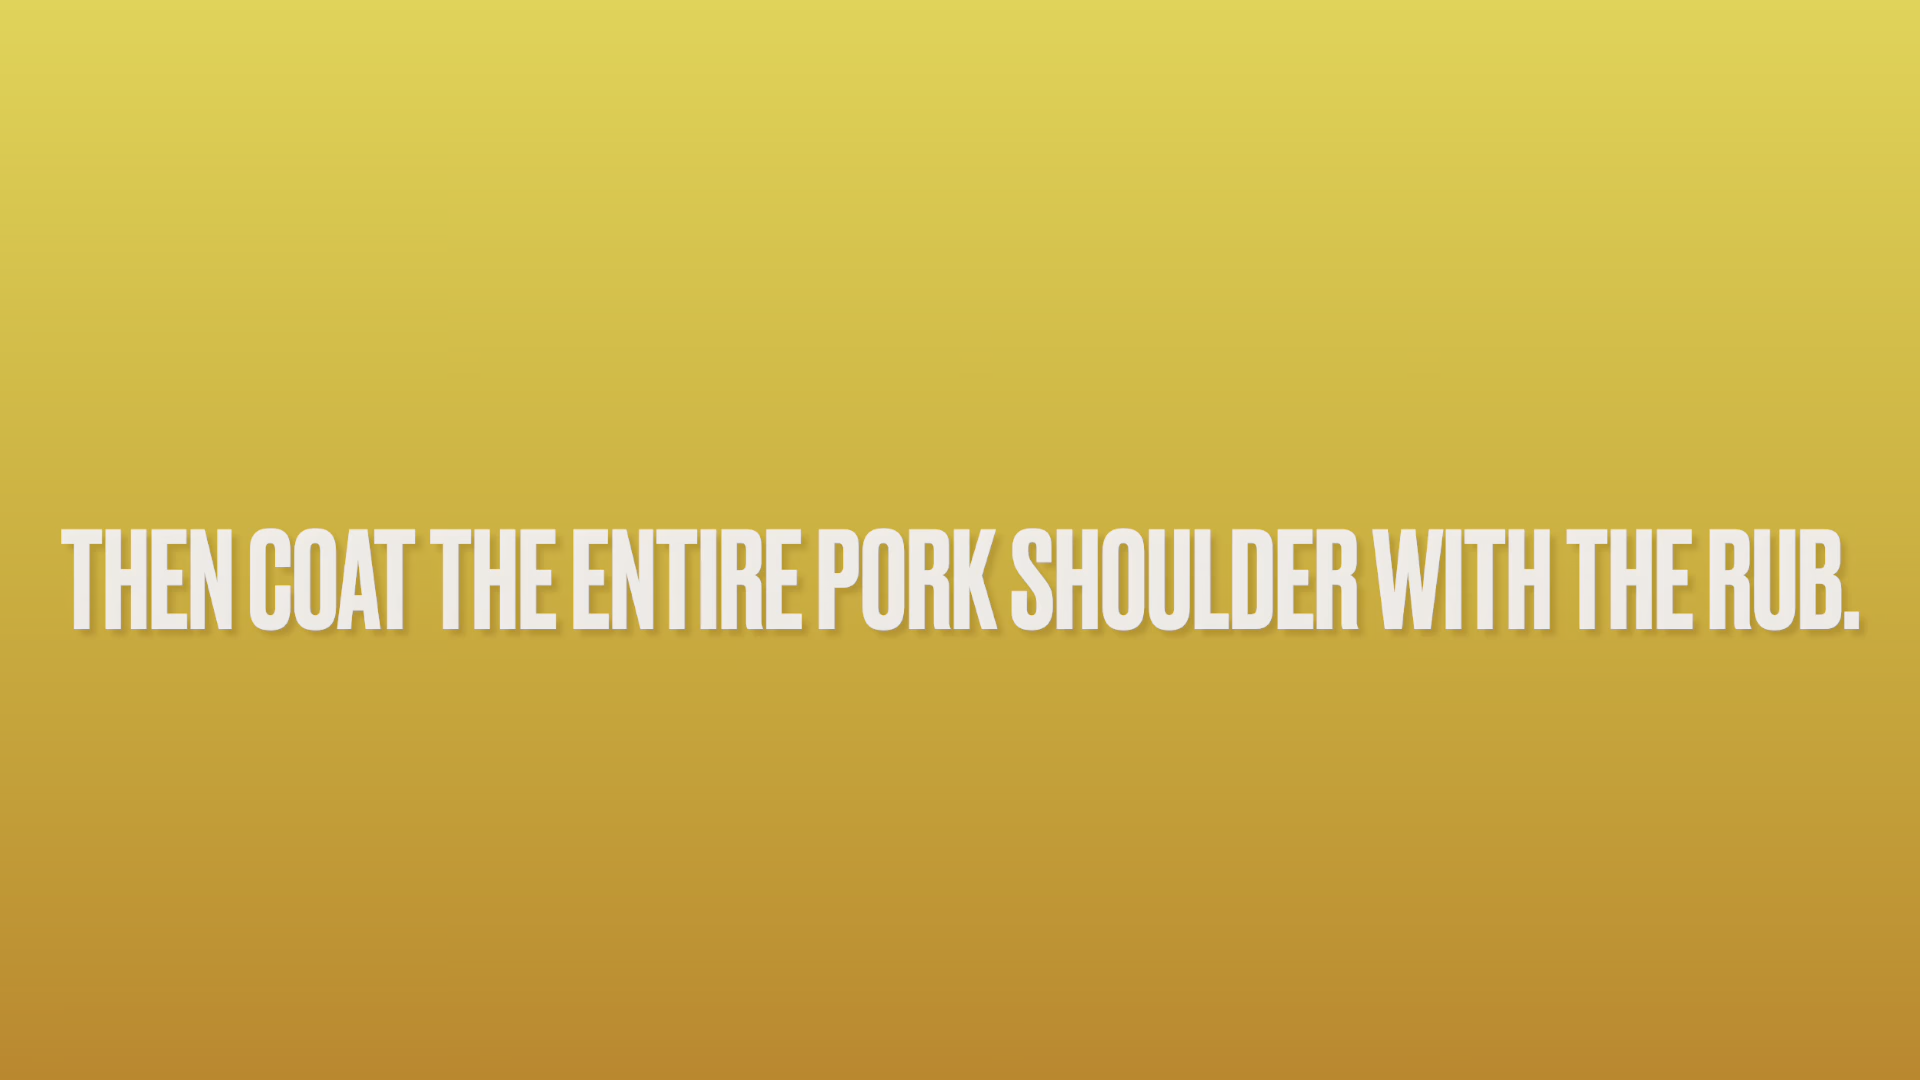 THEN COAT THE ENTIRE PORK SHOULDER WITH THE RUB.